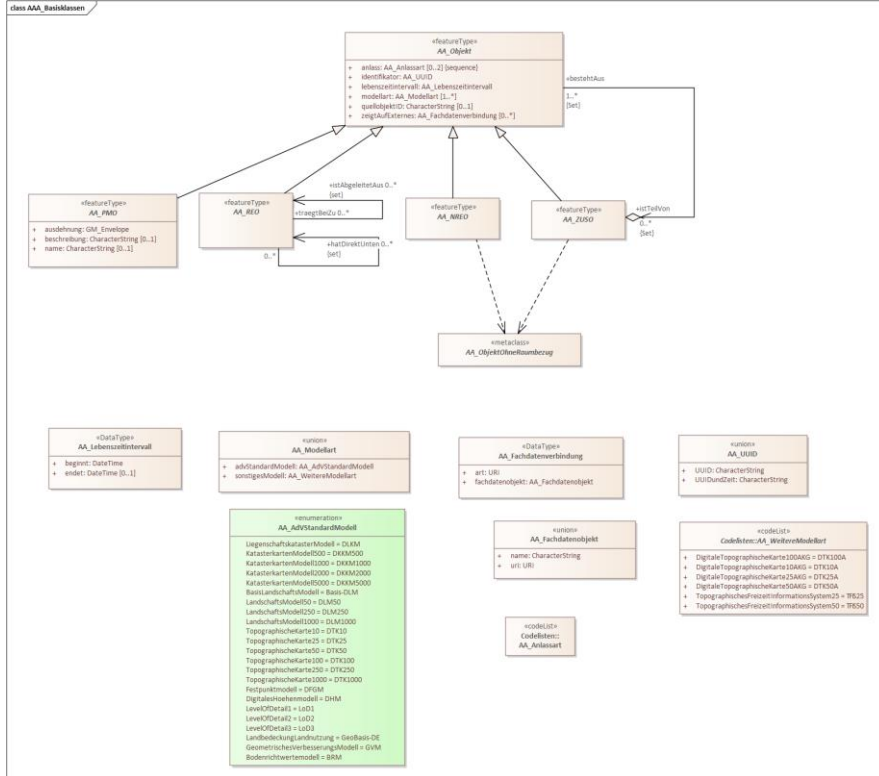 class AAA_Basisklassen
«featureType»
AA_Objekt
+ anlass: AA_Anlassart [0..2] {sequence}
+ identifikator: AA_UUID
+ lebenszeitintervall: AA_Lebenszeitintervall
+ modellart: AA_Modellart [1..*]
+ quellobjektID: CharacterString [0..1]
+ zeigtAufExternes: AA_Fachdatenverbindung [0..*]
+bestehtAus
1..*
{Set}
«featureType»
AA_PMO
+ ausdehnung: GM_Envelope
+ beschreibung: CharacterString [0..1]
+ name: CharacterString [0..1]
«featureType»
AA_REO
+istAbgeleitetAus 0..*
{set}
+traegtBeiZu 0..*
+hatDirektUnten 0..*
{set}
0..*
«featureType»
AA_NREO
«featureType»
AA_ZUSO
+istTeilVon
0..*
{Set}
«metaclass»
AA_ObjektOhneRaumbezug
«DataType»
AA_Lebenszeitintervall
+ beginnt: DateTime
+ endet: DateTime [0..1]
«union»
AA_Modellart
+ advStandardModell: AA_AdVStandardModell
+ sonstigesModell: AA_WeitereModellart
«DataType»
AA_Fachdatenverbindung
+ art: URI
+ fachdatenobjekt: AA_Fachdatenobjekt
«union»
AA_UUID
+ UUID: CharacterString
+ UUIDundZeit: CharacterString
«enumeration»
AA_AdVStandardModell
LiegenschaftskatasterModell = DLKM
KatasterkartenModell500 = DKKM500
KatasterkartenModell1000 = DKKM1000
KatasterkartenModell2000 = DKKM2000
KatasterkartenModell5000 = DKKM5000
BasisLandschaftsModell = Basis-DLM
LandschaftsModell50 = DLM50
LandschaftsModell250 = DLM250
LandschaftsModell1000 = DLM1000
TopographischeKarte10 = DTK10
TopographischeKarte25 = DTK25
TopographischeKarte50 = DTK50
TopographischeKarte100 = DTK100
TopographischeKarte250 = DTK250
TopographischeKarte1000 = DTK1000
Festpunktmodell = DFGM
DigitalesHoehenmodell = DHM
LevelOfDetail1 = LoD1
LevelOfDetail2 = LoD2
LevelOfDetail3 = LoD3
LandbedeckungLandnutzung = GeoBasis-DE
GeometrischesVerbesserungsModell = GVM
Bodenrichtwertemodell = BRM
«union»
AA_Fachdatenobjekt
+ name: CharacterString
+ uri: URI
«codeList»
Codelisten::AA_WeitereModellart
+ DigitaleTopographischeKarte100AKG = DTK100A
+ DigitaleTopographischeKarte10AKG = DTK10A
+ DigitaleTopographischeKarte25AKG = DTK25A
+ DigitaleTopographischeKarte50AKG = DTK50A
+ TopographischesFreizeitInformationsSystem25 = TFIS25
+ TopographischesFreizeitInformationsSystem50 = TFIS50
«codeList»
Codelisten::
AA_Anlassart